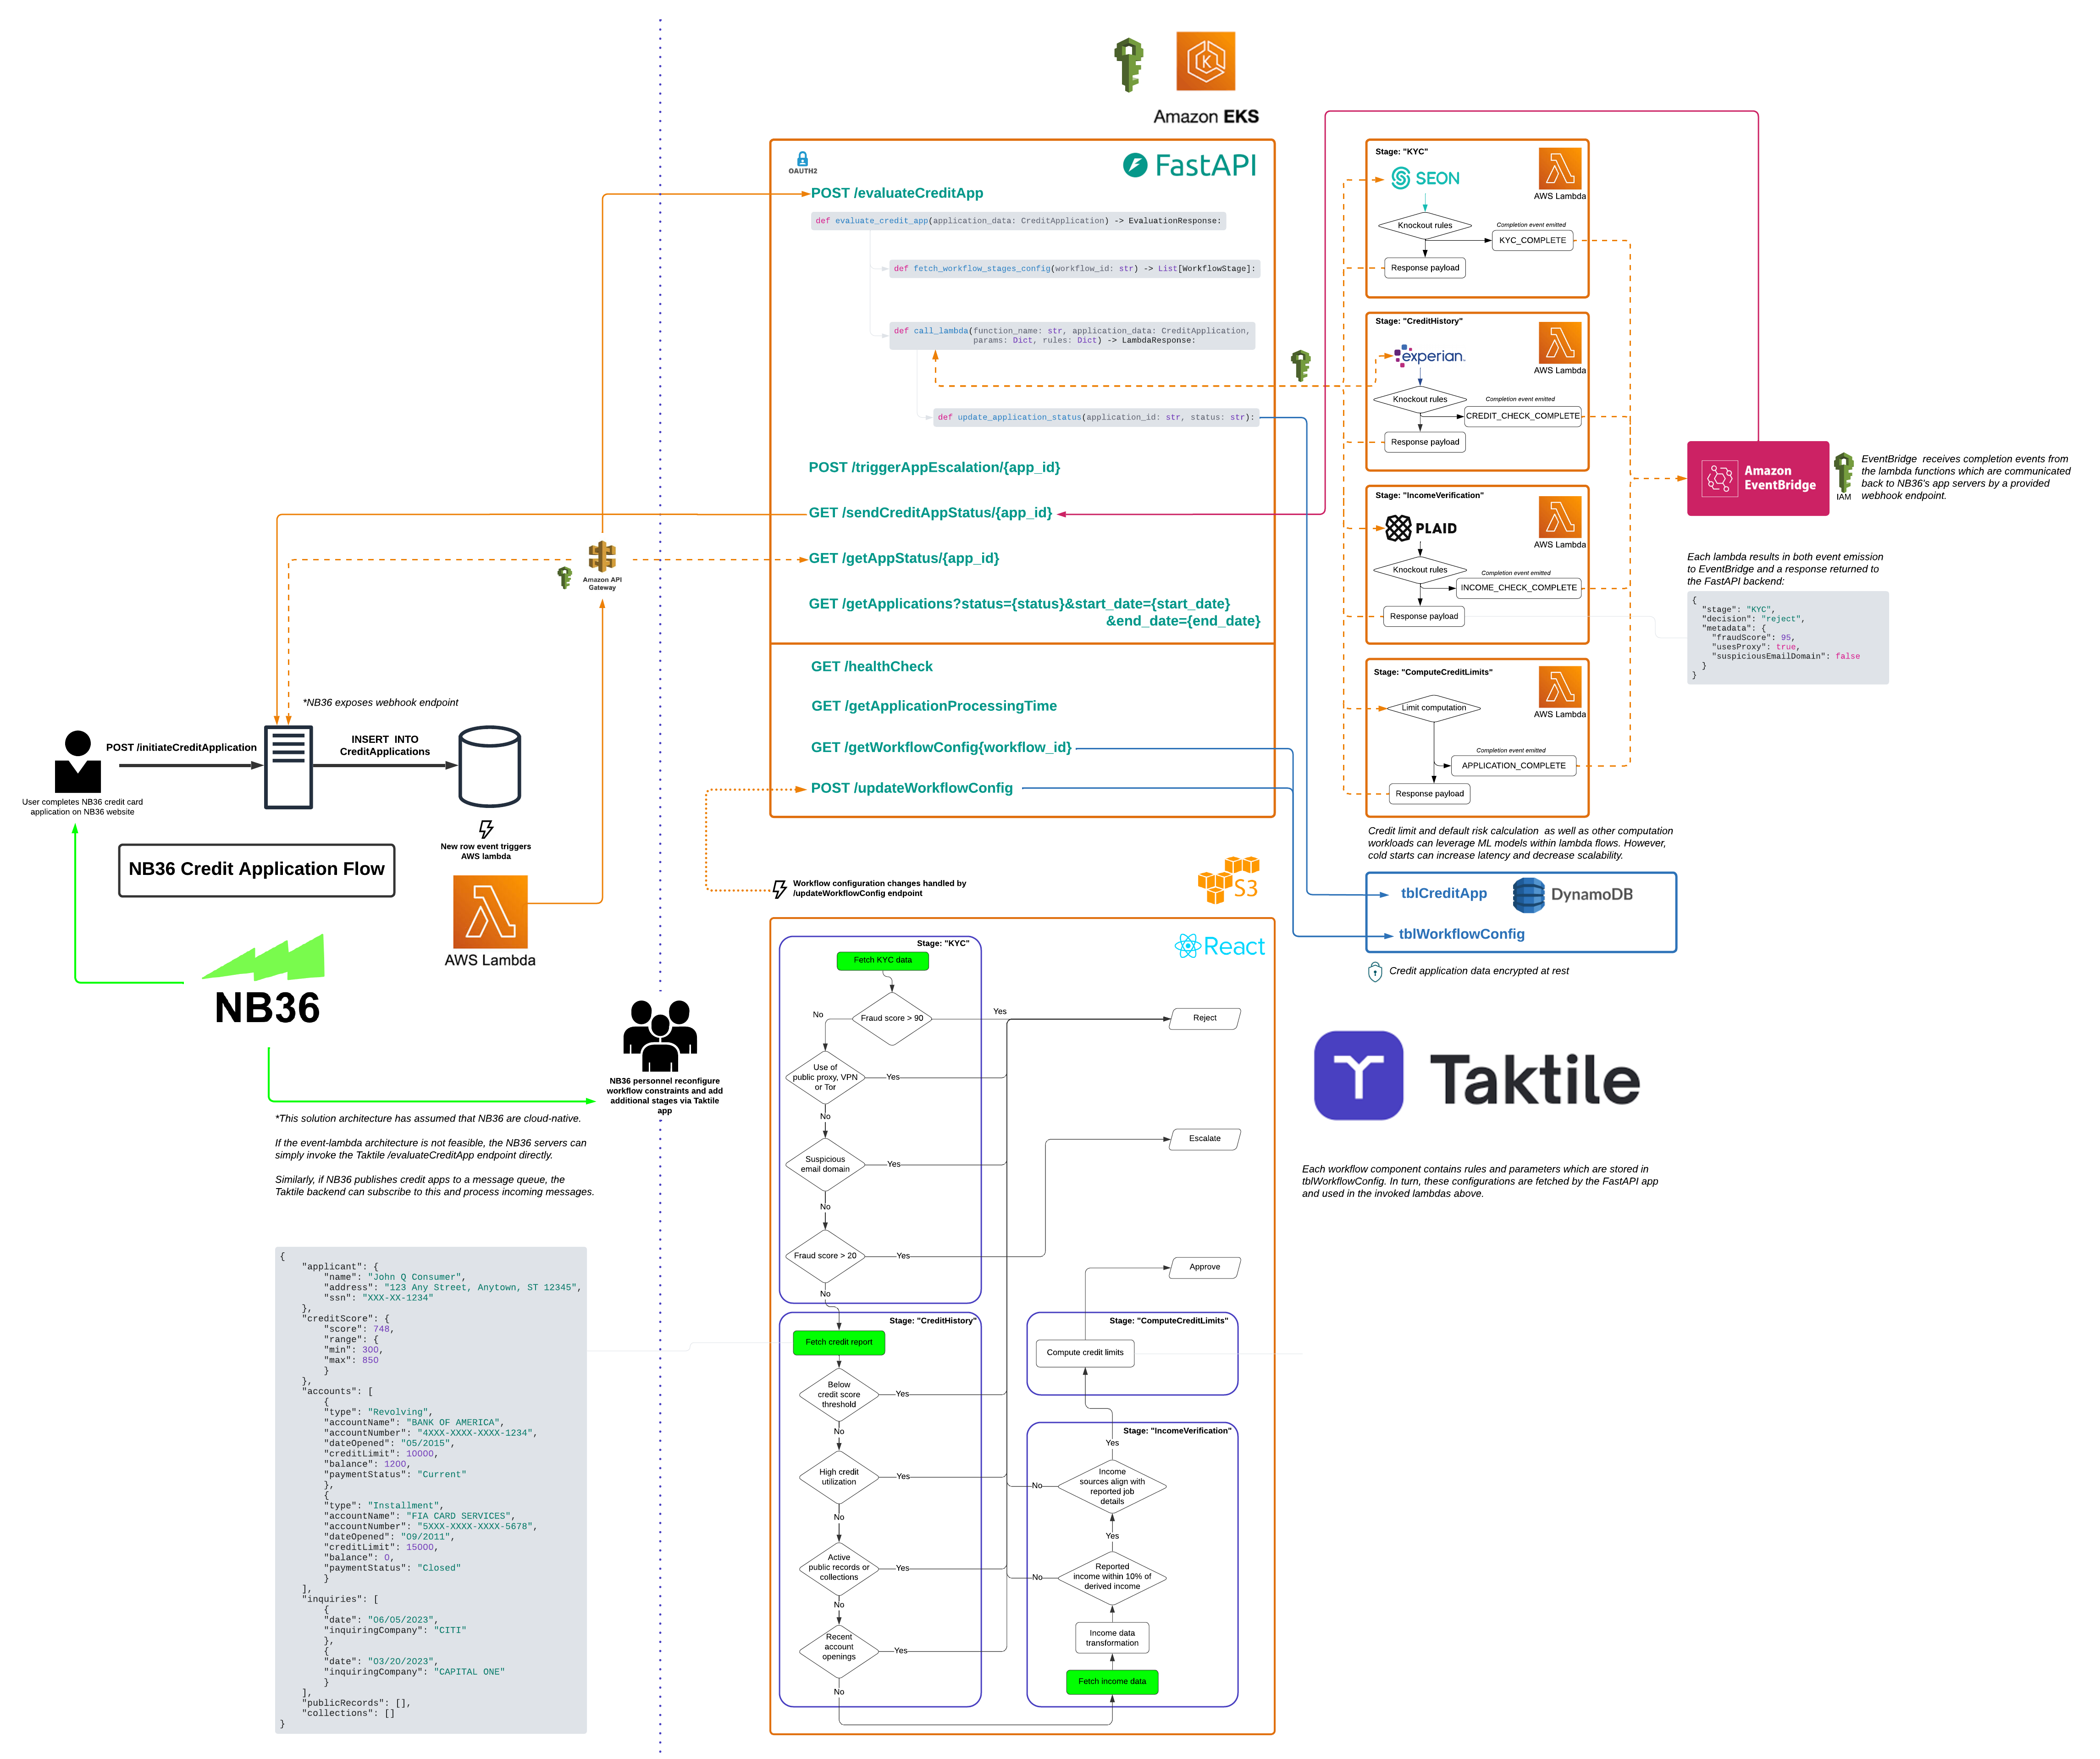 Amazon EKS
OAUTH2
FastAPI
POST /evaluateCreditApp
def evaluate_credit_app(application_data: CreditApplication) -> EvaluationResponse:
def fetch_workflow_stages_config(workflow_id: str) -> List[WorkflowStage]:
def call_lambda(function_name: str, application_data: CreditApplication,
params: Dict, rules: Dict) -> LambdaResponse:
def update_application_status(application_id: str, status: str):
POST /triggerAppEscalation/{app_id}
GET /sendCreditAppStatus/{app_id}
GET /getAppStatus/{app_id}
GET /getApplications?status={status}&start_date={start_date}
&end_date={end_date}
GET /healthCheck
GET /getApplicationProcessingTime
GET /getWorkflowConfig{workflow_id}
POST /updateWorkflowConfig
Stage: "KYC"
SEON
AWS Lambda
Knockout rules
Completion event emitted
KYC_COMPLETE
Response payload
Stage: "CreditHistory"
experian.
AWS Lambda
Knockout rules
Completion event emitted
CREDIT_CHECK_COMPLETE
Response payload
Stage: "IncomeVerification"
PLAID
AWS Lambda
Knockout rules
Completion event emitted
INCOME_CHECK_COMPLETE
Response payload
Stage: "ComputeCreditLimits"
AWS Lambda
Limit computation
Completion event emitted
APPLICATION_COMPLETE
Response payload
Amazon
EventBridge
IAM
EventBridge receives completion events from
the lambda functions which are communicated
back to NB36's app servers by a provided
webhook endpoint.
Each lambda results in both event emission
to EventBridge and a response returned to
the FastAPI backend:
{
"stage": "KYC",
"decision": "reject",
"metadata": {
"fraudScore": 95,
"usesProxy": true,
"suspiciousEmailDomain": false
}
}
Credit limit and default risk calculation as well as other computation
workloads can leverage ML models within lambda flows. However,
cold starts can increase latency and decrease scalability.
tblCreditApp
DynamoDB
tblWorkflowConfig
Credit application data encrypted at rest
Amazon API
Gateway
*NB36 exposes webhook endpoint
POST /initiateCreditApplication
INSERT INTO
CreditApplications
User completes NB36 credit card
application on NB36 website
New row event triggers
AWS lambda
NB36 Credit Application Flow
AWS Lambda
NB36
NB36 personnel reconfigure
workflow constraints and add
additional stages via Taktile
app
*This solution architecture has assumed that NB36 are cloud-native.
If the event-lambda architecture is not feasible, the NB36 servers can
simply invoke the Taktile /evaluateCreditApp endpoint directly.
Similarly, if NB36 publishes credit apps to a message queue, the
Taktile backend can subscribe to this and process incoming messages.
{
"applicant": {
"name": "John Q Consumer",
"address": "123 Any Street, Anytown, ST 12345",
"ssn": "XXX-XX-1234"
},
"creditScore": {
"score": 748,
"range": {
"min": 300,
"max": 850
}
},
"accounts": [
{
"type": "Revolving",
"accountName": "BANK OF AMERICA",
"accountNumber": "4XXX-XXXX-XXXX-1234",
"dateOpened": "05/2015",
"creditLimit": 10000,
"balance": 1200,
"paymentStatus": "Current"
},
{
"type": "Installment",
"accountName": "FIA CARD SERVICES",
"accountNumber": "5XXX-XXXX-XXXX-5678",
"dateOpened": "09/2011",
"creditLimit": 15000,
"balance": 0,
"paymentStatus": "Closed"
}
],
"inquiries": [
{
"date": "06/05/2023",
"inquiringCompany": "CITI"
},
{
"date": "03/20/2023",
"inquiringCompany": "CAPITAL ONE"
}
],
"publicRecords": [],
"collections": []
}
Workflow configuration changes handled by
/updateWorkflowConfig endpoint
S3
React
Stage: "KYC"
Fetch KYC data
Fraud score > 90
No
Yes
Reject
Use of
public proxy, VPN
or Tor
Yes
No
Suspicious
email domain
Yes
No
Escalate
Fraud score > 20
Yes
No
Approve
Stage: "CreditHistory"
Fetch credit report
Below
credit score
threshold
Yes
No
High credit
utilization
Yes
No
Active
public records or
collections
Yes
No
Recent
account
openings
Yes
No
Stage: "ComputeCreditLimits"
Compute credit limits
Stage: "IncomeVerification"
Yes
Income
sources align with
reported job
details
No
Yes
Reported
income within 10% of
derived income
No
Income data
transformation
Fetch income data
Taktile
Each workflow component contains rules and parameters which are stored in
tblWorkflowConfig. In turn, these configurations are fetched by the FastAPI app
and used in the invoked lambdas above.